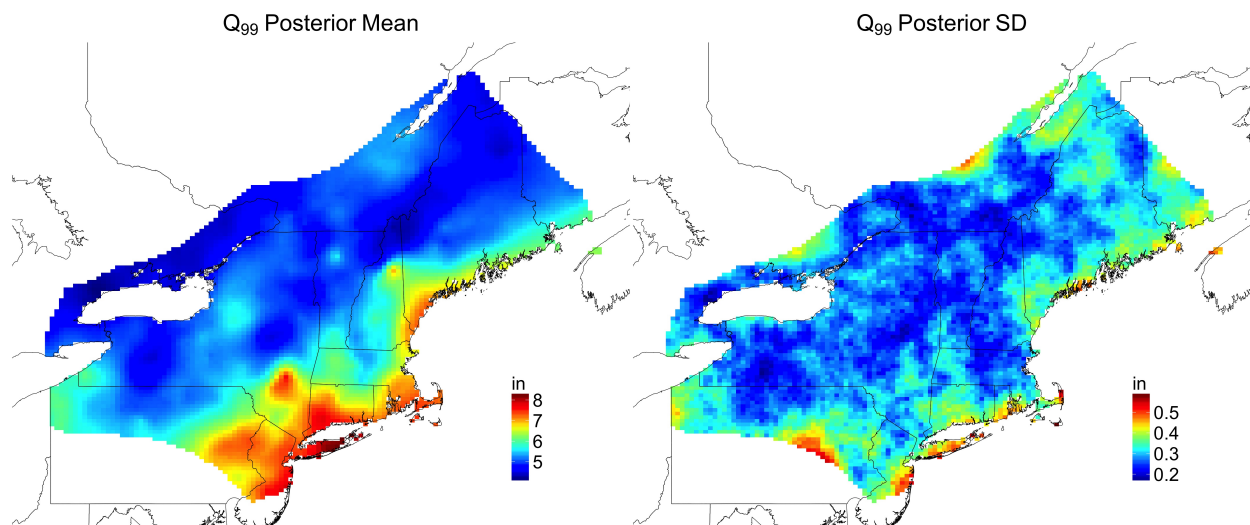 Q₉₉ Posterior Mean
in
8
7
6
5
Q₉₉ Posterior SD
in
0.5
0.4
0.3
0.2